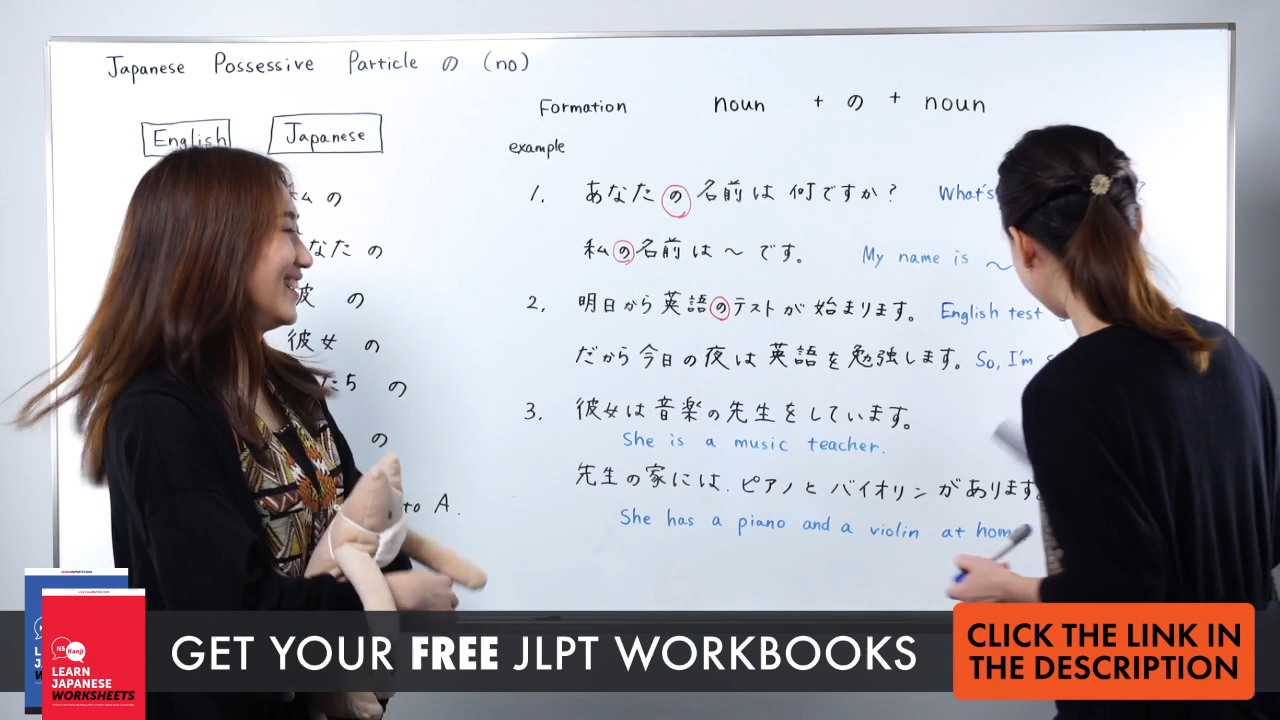 Japanese Possessive Particle の (no)
English Japanese
私 の
なた の
彼 の
彼女 の
たち の
の
to A.
Formation noun + の + noun
example
1. あなたの名前は何ですか? What's ?
私の名前は〜です。 My name is 〜
2. 明日から英語のテストが始まります。 English test
だから今日の夜は英語を勉強します。 So, I'm
3. 彼女は音楽の先生をしています。
She is a music teacher.
先生の家には、ピアノとバイオリンがあります。
She has a piano and a violin at hom
GET YOUR FREE JLPT WORKBOOKS
CLICK THE LINK IN
THE DESCRIPTION
Kanji
LEARN
JAPANESE
WORKSHEETS